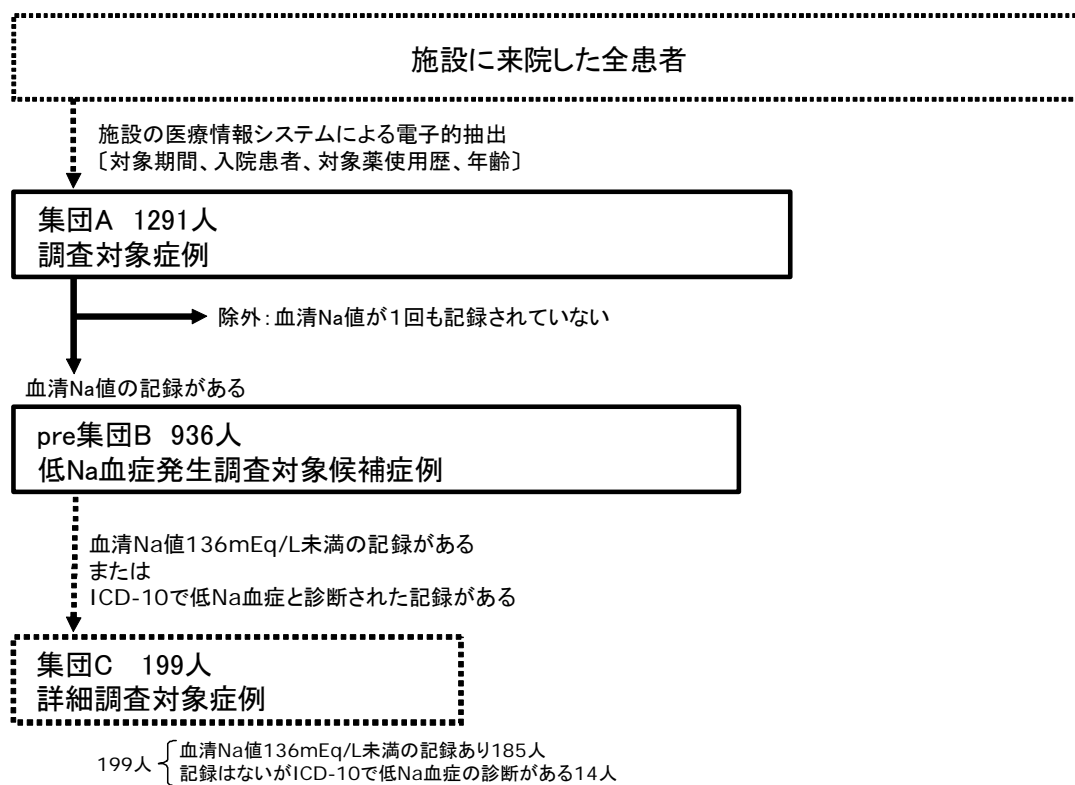 施設に来院した全患者
施設の医療情報システムによる電子的抽出
〔対象期間、入院患者、対象薬使用歴、年齢〕
集団A 1291人
調査対象症例
除外:血清Na値が1回も記録されていない
血清Na値の記録がある
pre集団B 936人
低Na血症発生調査対象候補症例
血清Na値136mEq/L未満の記録がある
または
ICD-10で低Na血症と診断された記録がある
集団C 199人
詳細調査対象症例
199人
血清Na値136mEq/L未満の記録あり185人
記録はないがICD-10で低Na血症の診断がある14人